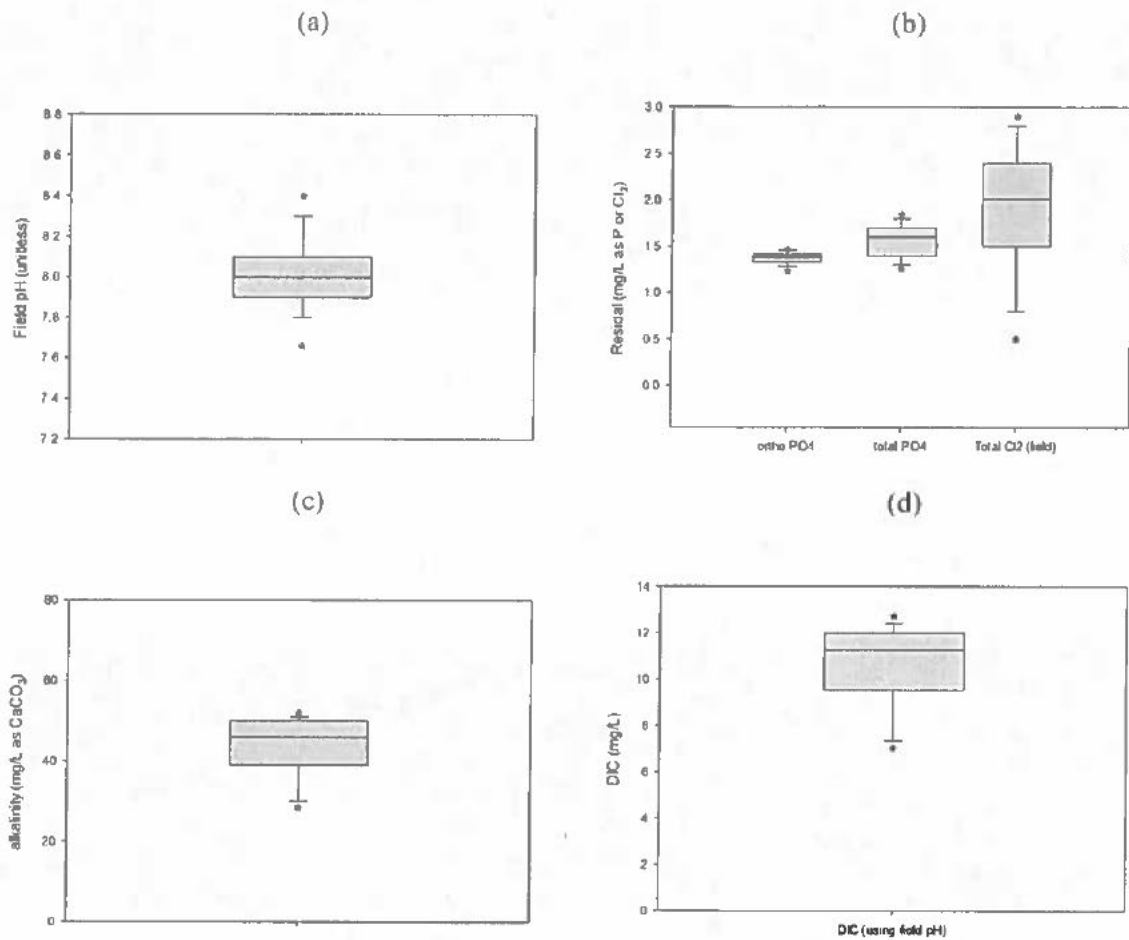 (a)
8.8
8.6
8.4
8.2
8.0
7.8
7.6
7.4
7.2
Field pH (unitless)
(b)
3.0
2.5
2.0
1.5
1.0
0.5
0.0
Residal (mg/L as P or Cl₂)
ortho PO4
total PO4
Total Cl2 (field)
(c)
80
60
40
20
0
alkalinity (mg/L as CaCO₃)
(d)
14
12
10
8
6
4
2
0
DIC (mg/L)
DIC (using field pH)